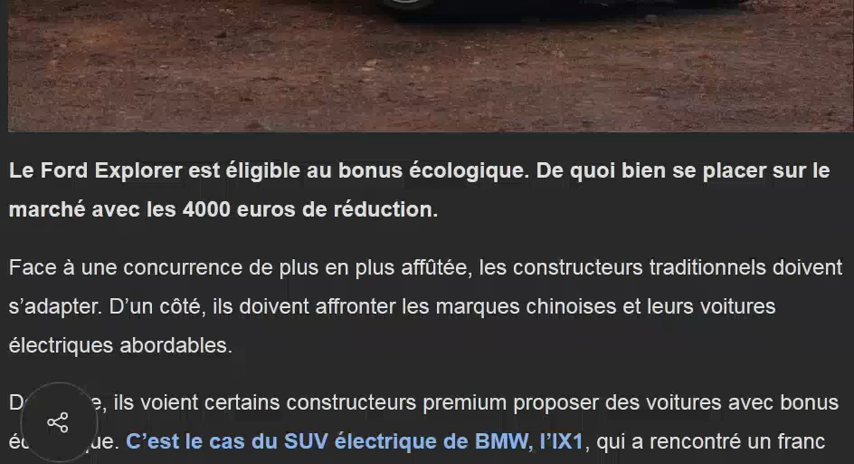 Le Ford Explorer est éligible au bonus écologique. De quoi bien se placer sur le
marché avec les 4000 euros de réduction.
Face à une concurrence de plus en plus affûtée, les constructeurs traditionnels doivent
s’adapter. D’un côté, ils doivent affronter les marques chinoises et leurs voitures
électriques abordables.
ils voient certains constructeurs premium proposer des voitures avec bonus
C’est le cas du SUV électrique de BMW, l’IX1, qui a rencontré un franc